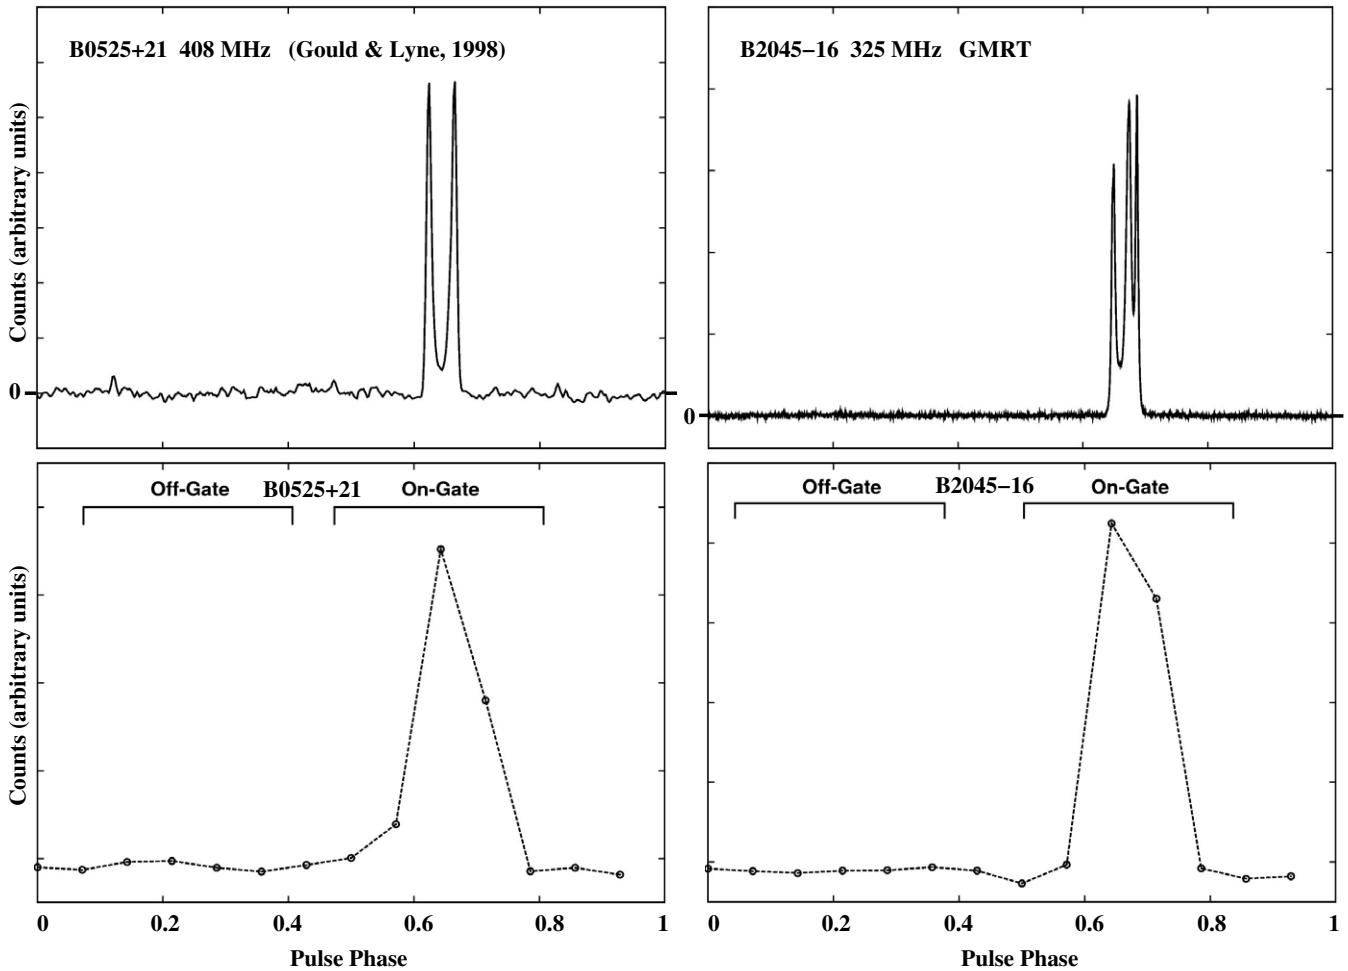 B0525+21 408 MHz (Gould & Lyne, 1998)
Counts (arbitrary units)
0
B2045−16 325 MHz GMRT
0
Off-Gate B0525+21 On-Gate
Counts (arbitrary units)
0 0.2 0.4 0.6 0.8 1
Pulse Phase
Off-Gate B2045−16 On-Gate
0 0.2 0.4 0.6 0.8 1
Pulse Phase